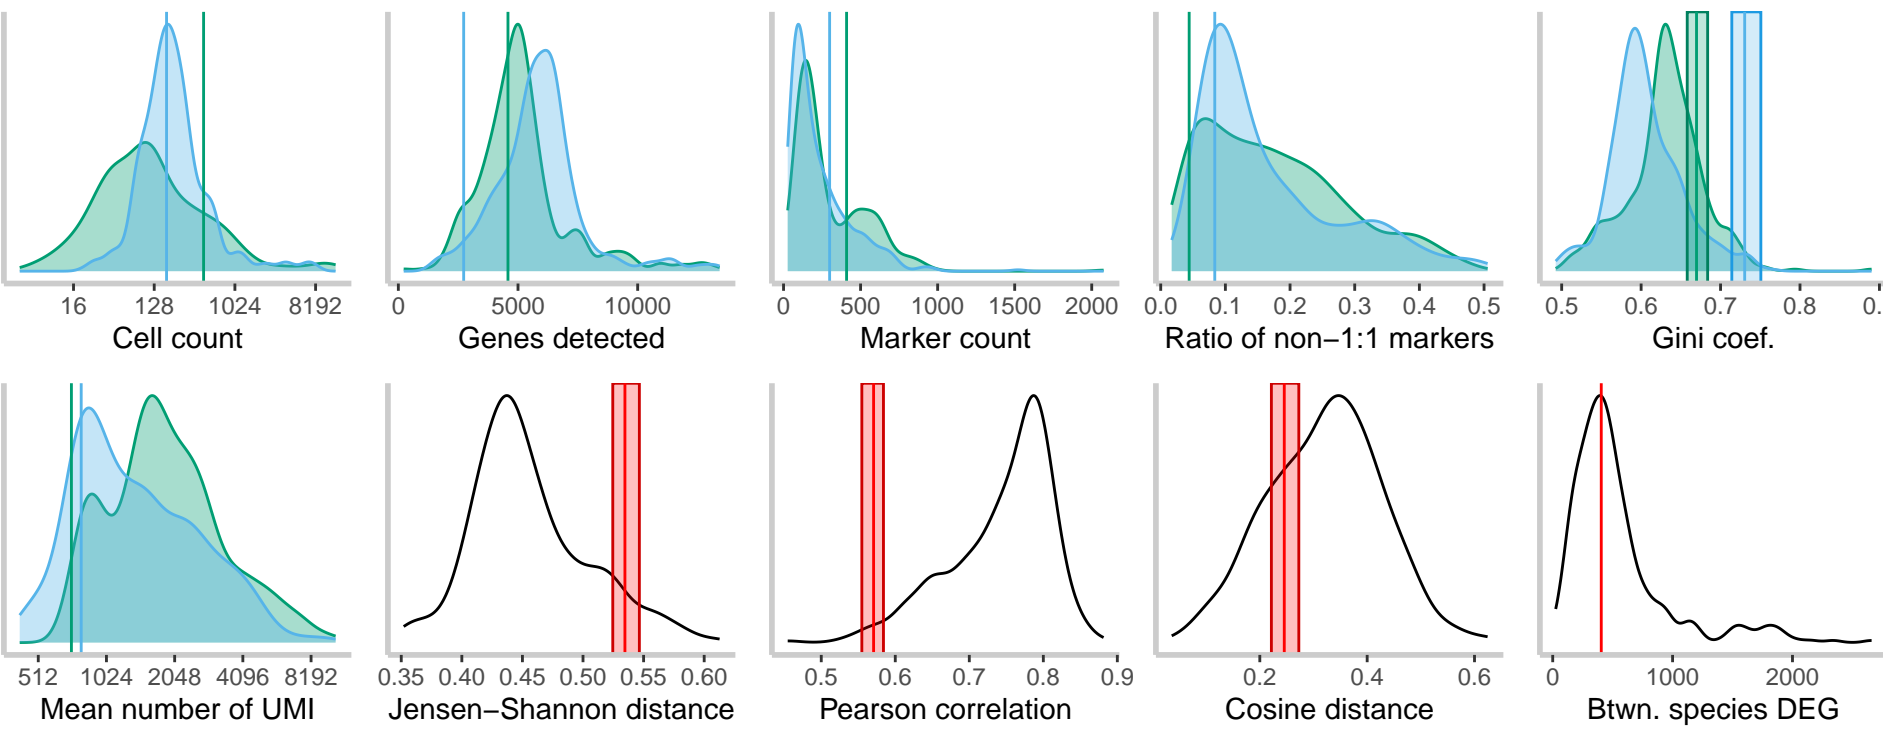 16 128 1024 8192
Cell count
0 5000 10000
Genes detected
0 500 1000 1500 2000
Marker count
0.0 0.1 0.2 0.3 0.4 0.5
Ratio of non−1:1 markers
0.5 0.6 0.7 0.8 0.
Gini coef.
512 1024 2048 4096 8192
Mean number of UMI
0.35 0.40 0.45 0.50 0.55 0.60
Jensen−Shannon distance
0.5 0.6 0.7 0.8 0.9
Pearson correlation
0.2 0.4 0.6
Cosine distance
0 1000 2000
Btwn. species DEG